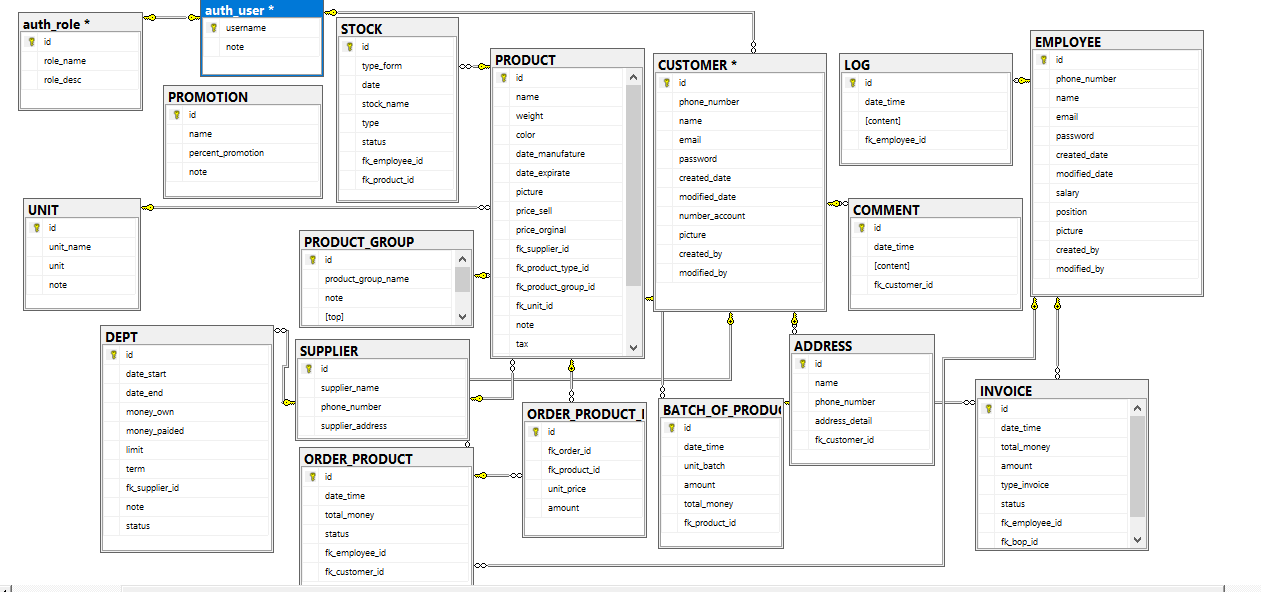 auth_role *
id
role_name
role_desc
auth_user *
username
note
PROMOTION
id
name
percent_promotion
note
STOCK
id
type_form
date
stock_name
type
status
fk_employee_id
fk_product_id
PRODUCT
id
name
weight
color
date_manufature
date_expirate
picture
price_sell
price_orginal
fk_supplier_id
fk_product_type_id
fk_product_group_id
fk_unit_id
note
tax
CUSTOMER *
id
phone_number
name
email
password
created_date
modified_date
number_account
picture
created_by
modified_by
LOG
id
date_time
[content]
fk_employee_id
EMPLOYEE
id
phone_number
name
email
password
created_date
modified_date
salary
position
picture
created_by
modified_by
UNIT
id
unit_name
unit
note
PRODUCT_GROUP
id
product_group_name
note
[top]
COMMENT
id
date_time
[content]
fk_customer_id
DEPT
id
date_start
date_end
money_own
money_paided
limit
term
fk_supplier_id
note
status
SUPPLIER
id
supplier_name
phone_number
supplier_address
ADDRESS
id
name
phone_number
address_detail
fk_customer_id
ORDER_PRODUCT
id
date_time
total_money
status
fk_employee_id
fk_customer_id
ORDER_PRODUCT_
id
fk_order_id
fk_product_id
unit_price
amount
BATCH_OF_PRODU
id
date_time
unit_batch
amount
total_money
fk_product_id
INVOICE
id
date_time
total_money
amount
type_invoice
status
fk_employee_id
fk_bop_id